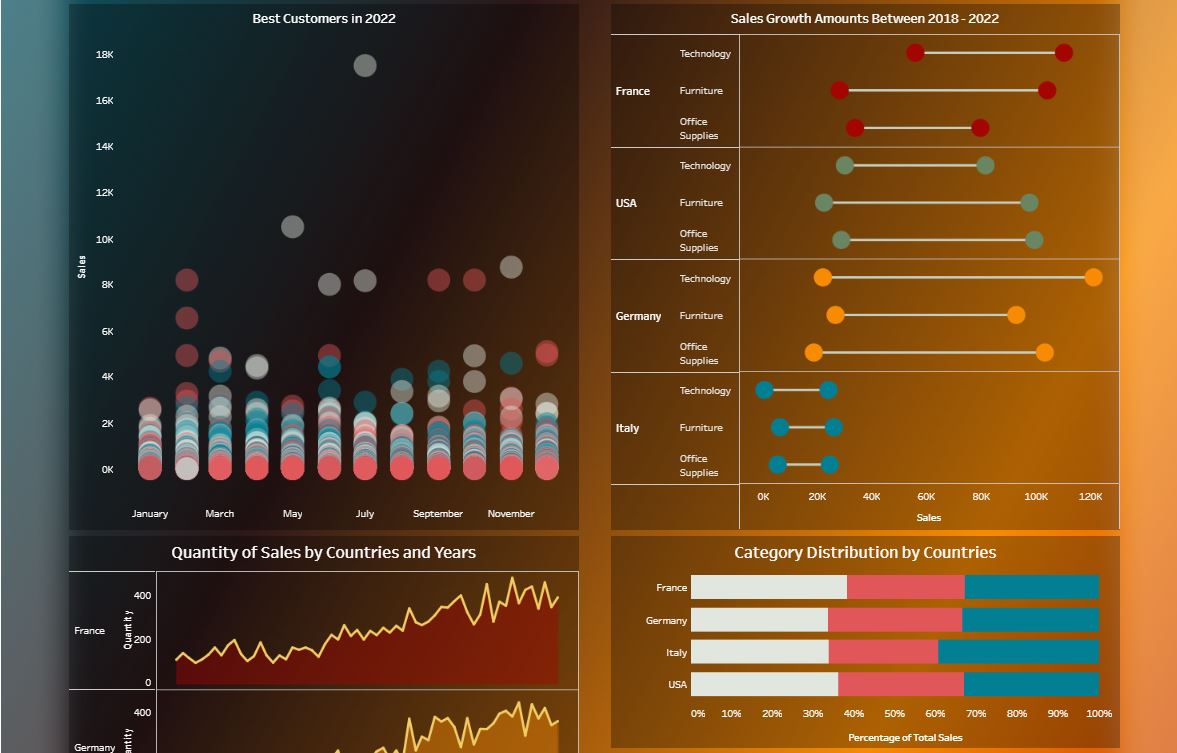 Best Customers in 2022
18K
16K
14K
12K
10K
8K
6K
4K
2K
0K
Sales
January
March
May
July
September
November
Sales Growth Amounts Between 2018 - 2022
France
Technology
Furniture
Office
Supplies
USA
Technology
Furniture
Office
Supplies
Germany
Technology
Furniture
Office
Supplies
Italy
Technology
Furniture
Office
Supplies
0K
20K
40K
60K
80K
100K
120K
Sales
Quantity of Sales by Countries and Years
France
Quantity
400
200
0
Germany
400
Category Distribution by Countries
France
Germany
Italy
USA
0%
10%
20%
30%
40%
50%
60%
70%
80%
90%
100%
Percentage of Total Sales